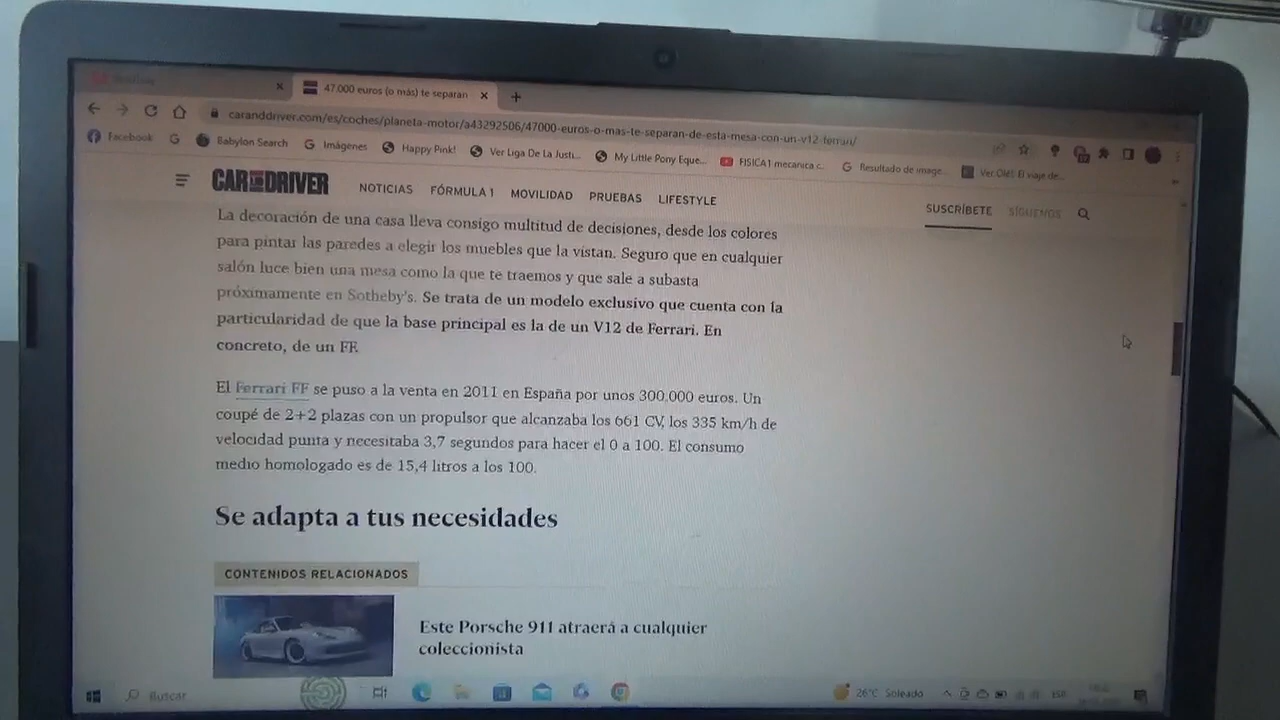 47.000 euros (o más) te separan
caranddriver.com/es/coches/planeta-motor/a43292506/47000-euros-o-mas-te-separan-de-esta-mesa-con-un-v12-ferrari/
Facebook G Babylon Search Imágenes Happy Pink! Ver Liga De La Justi... My Little Pony Eque... FISICA1 mecanica c... Resultado de image... Ver Olé!: El viaje de...
CAR AND DRIVER NOTICIAS FÓRMULA 1 MOVILIDAD PRUEBAS LIFESTYLE SUSCRÍBETE SÍGUENOS
La decoración de una casa lleva consigo multitud de decisiones, desde los colores
para pintar las paredes a elegir los muebles que la vistan. Seguro que en cualquier
salón luce bien una mesa como la que te traemos y que sale a subasta
próximamente en Sotheby's. Se trata de un modelo exclusivo que cuenta con la
particularidad de que la base principal es la de un V12 de Ferrari. En
concreto, de un FF.
El Ferrari FF se puso a la venta en 2011 en España por unos 300.000 euros. Un
coupé de 2+2 plazas con un propulsor que alcanzaba los 661 CV, los 335 km/h de
velocidad punta y necesitaba 3,7 segundos para hacer el 0 a 100. El consumo
medio homologado es de 15,4 litros a los 100.
Se adapta a tus necesidades
CONTENIDOS RELACIONADOS
Este Porsche 911 atraerá a cualquier
coleccionista
Buscar 26°C Soleado ESP